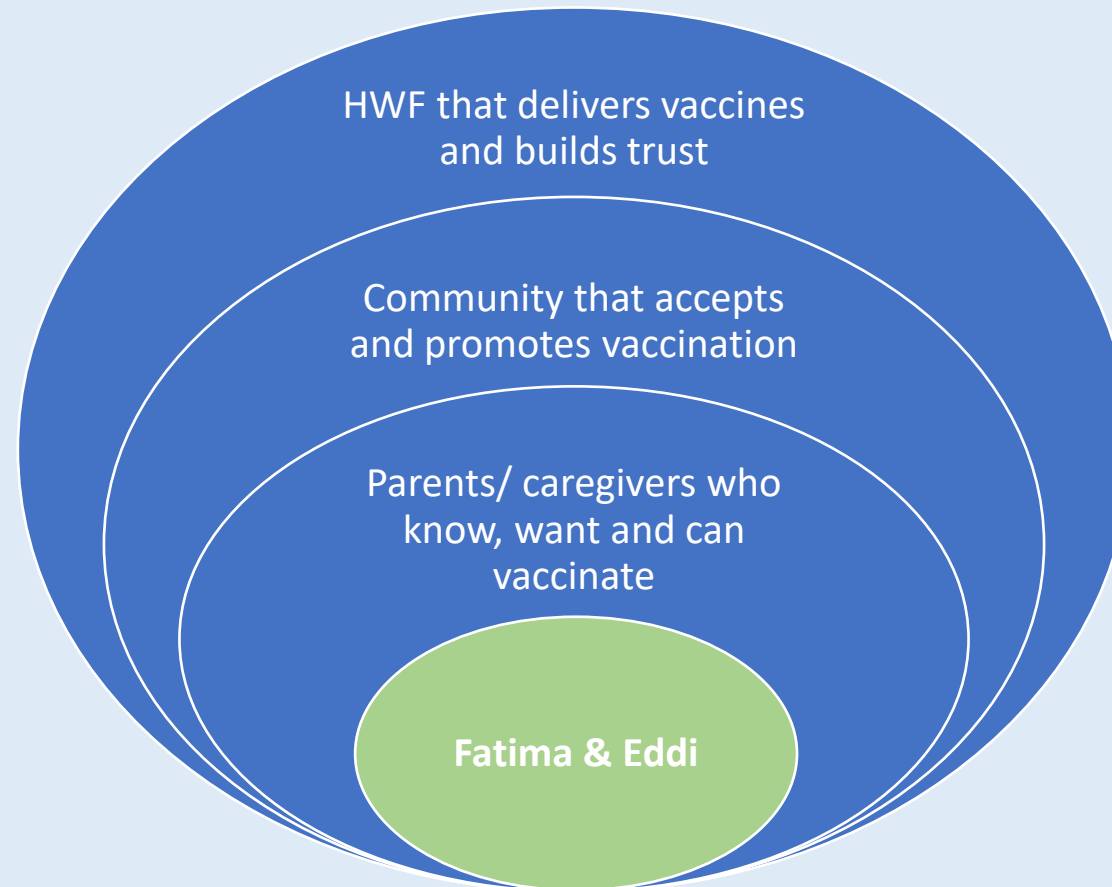 HWF that delivers vaccines
and builds trust
Community that accepts
and promotes vaccination
Parents/ caregivers who
know, want and can
vaccinate
Fatima & Eddi